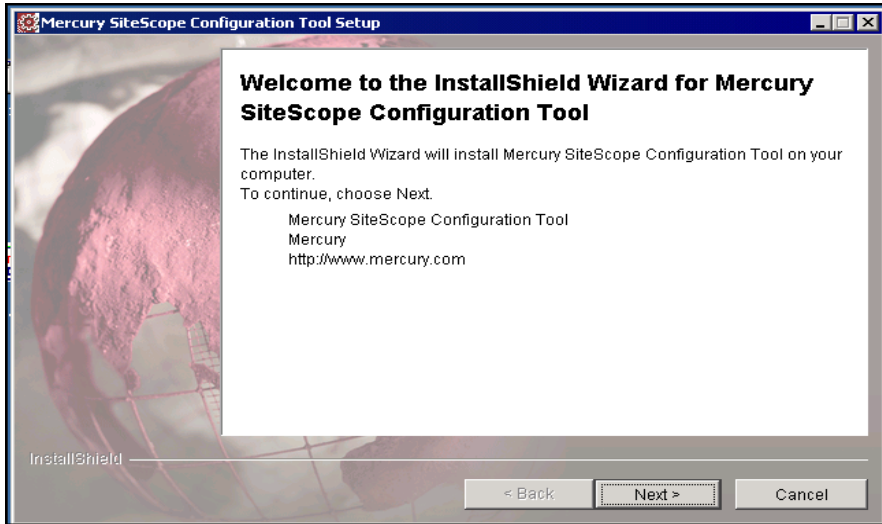 Mercury SiteScope Configuration Tool Setup
Welcome to the InstallShield Wizard for Mercury
SiteScope Configuration Tool
The InstallShield Wizard will install Mercury SiteScope Configuration Tool on your
computer.
To continue, choose Next.
Mercury SiteScope Configuration Tool
Mercury
http://www.mercury.com
InstallShield
< Back
Next >
Cancel